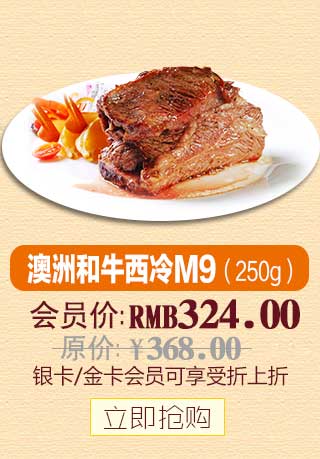 澳洲和牛西冷M9（250g）
会员价:RMB324.00
原价:￥368.00
银卡/金卡会员可享受折上折
立即抢购